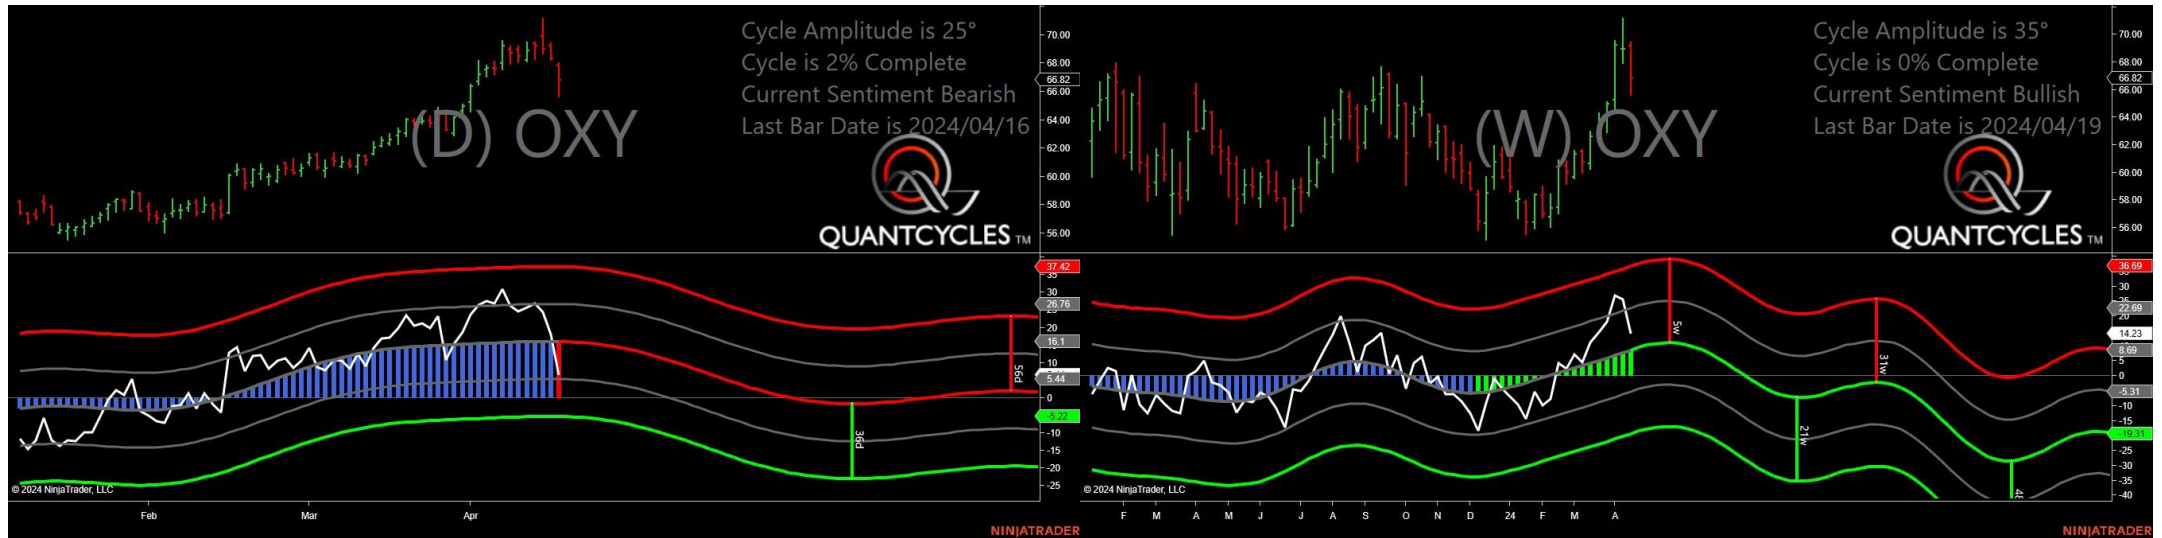 Cycle Amplitude is 25°
Cycle is 2% Complete
Current Sentiment Bearish
Last Bar Date is 2024/04/16
(D) OXY
QUANTCYCLES TM
70.00
68.00
66.82
66.00
62.00
60.00
58.00
56.00
37.42
35
30
26.76
20
16.1
10
5.44
0
-5.22
-10
-15
-20
-25
56d
36d
© 2024 NinjaTrader, LLC
Feb Mar Apr
NINJATRADER
Cycle Amplitude is 35°
Cycle is 0% Complete
Current Sentiment Bullish
Last Bar Date is 2024/04/19
(W) OXY
QUANTCYCLES TM
70.00
68.00
66.82
66.00
64.00
62.00
60.00
58.00
56.00
36.69
30
25
22.69
20
14.23
8.69
0
-5.31
-10
-15
-19.31
-25
-30
-35
-40
5w
31w
21w
© 2024 NinjaTrader, LLC
F M A M J J A S O N D 24 F M A
NINJATRADER